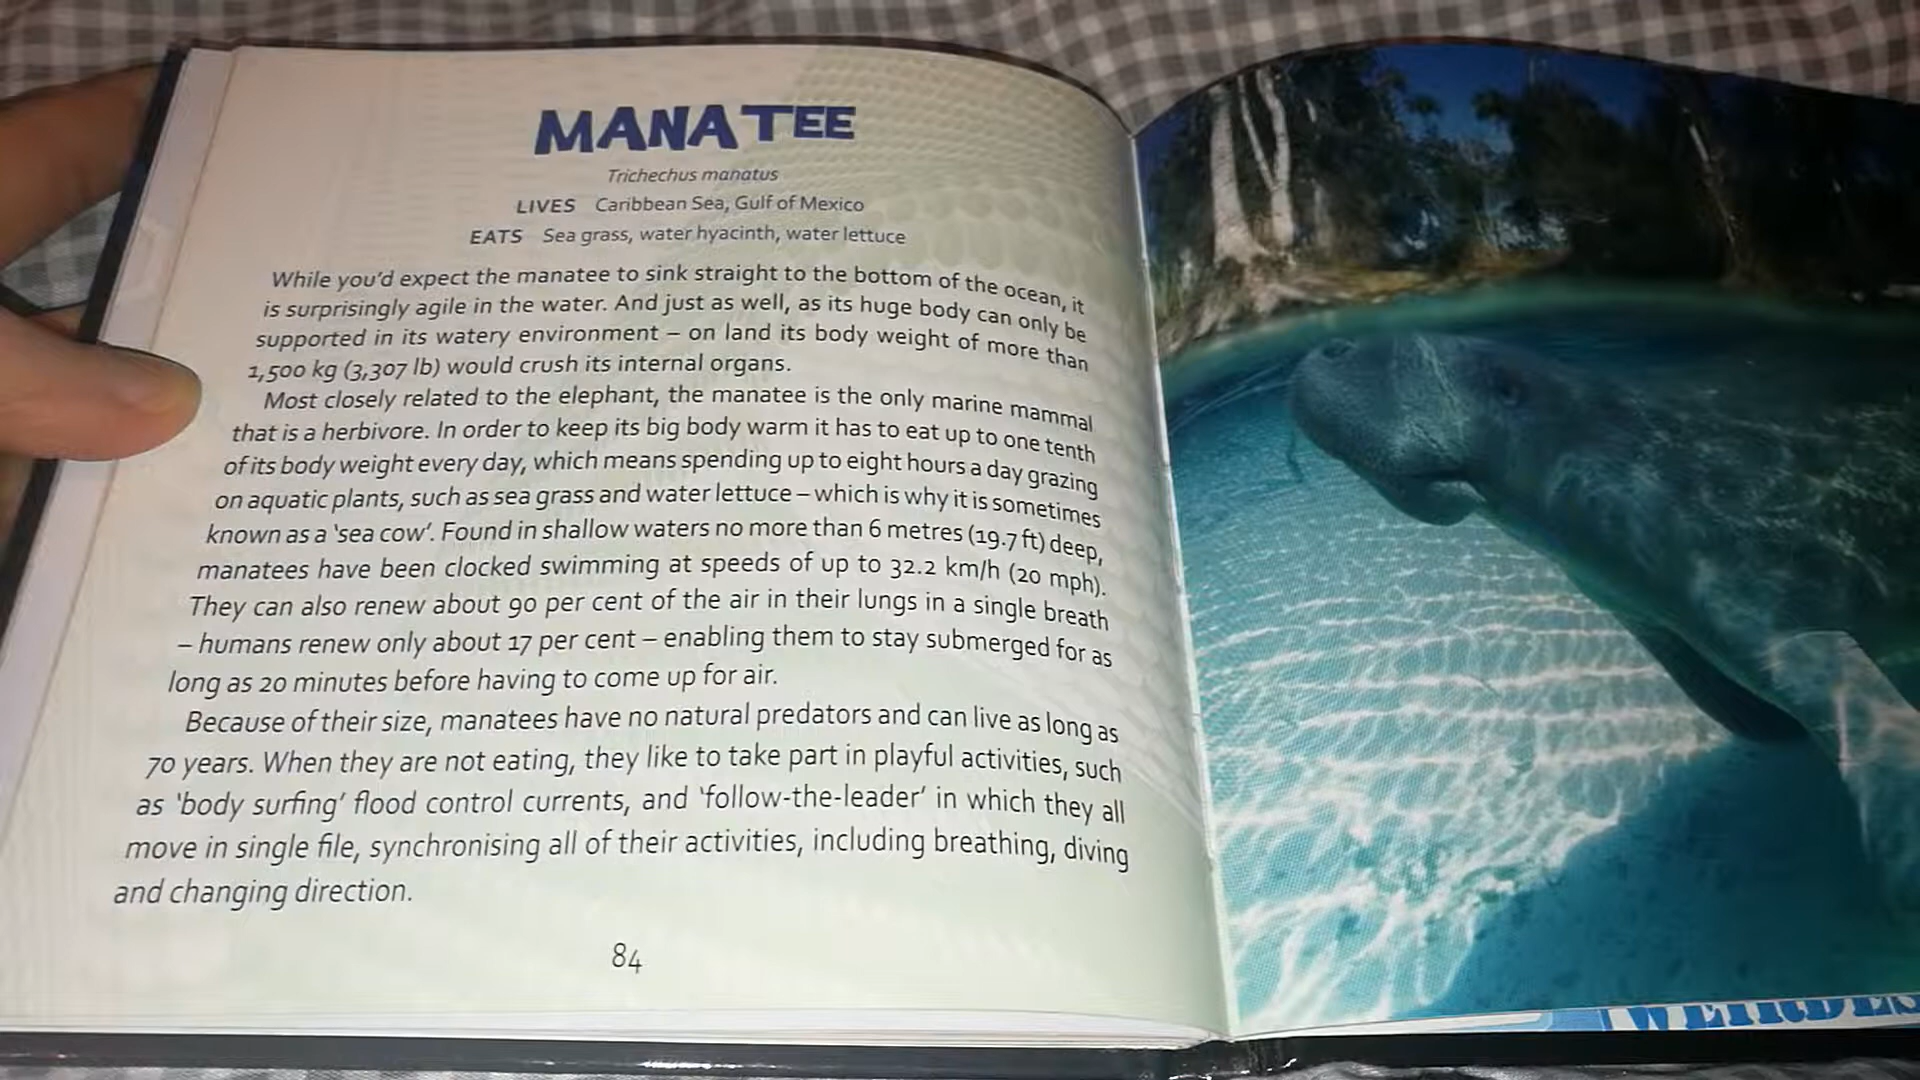 MANATEE
Trichechus manatus
LIVES Caribbean Sea, Gulf of Mexico
EATS Sea grass, water hyacinth, water lettuce
While you'd expect the manatee to sink straight to the bottom of the ocean, it
is surprisingly agile in the water. And just as well, as its huge body can only be
supported in its watery environment – on land its body weight of more than
1,500 kg (3,307 lb) would crush its internal organs.
Most closely related to the elephant, the manatee is the only marine mammal
that is a herbivore. In order to keep its big body warm it has to eat up to one tenth
of its body weight every day, which means spending up to eight hours a day grazing
on aquatic plants, such as sea grass and water lettuce – which is why it is sometimes
known as a 'sea cow'. Found in shallow waters no more than 6 metres (19.7 ft) deep,
manatees have been clocked swimming at speeds of up to 32.2 km/h (20 mph).
They can also renew about 90 per cent of the air in their lungs in a single breath
– humans renew only about 17 per cent – enabling them to stay submerged for as
long as 20 minutes before having to come up for air.
Because of their size, manatees have no natural predators and can live as long as
70 years. When they are not eating, they like to take part in playful activities, such
as 'body surfing' flood control currents, and 'follow-the-leader' in which they all
move in single file, synchronising all of their activities, including breathing, diving
and changing direction.
84